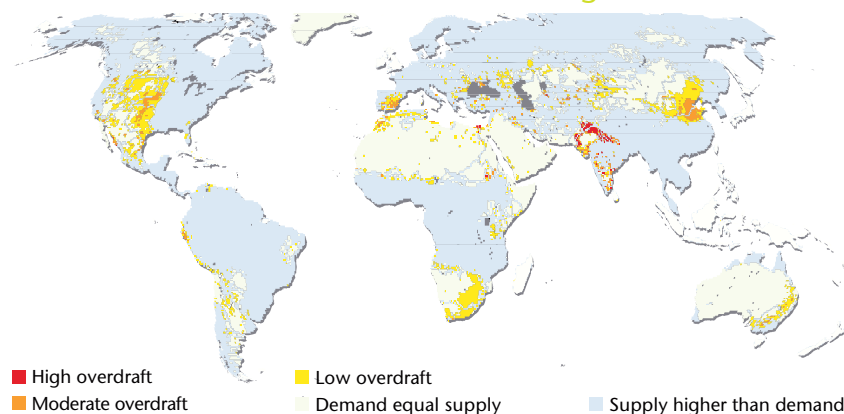 High overdraft
Low overdraft
Moderate overdraft
Demand equal supply
Supply higher than demand